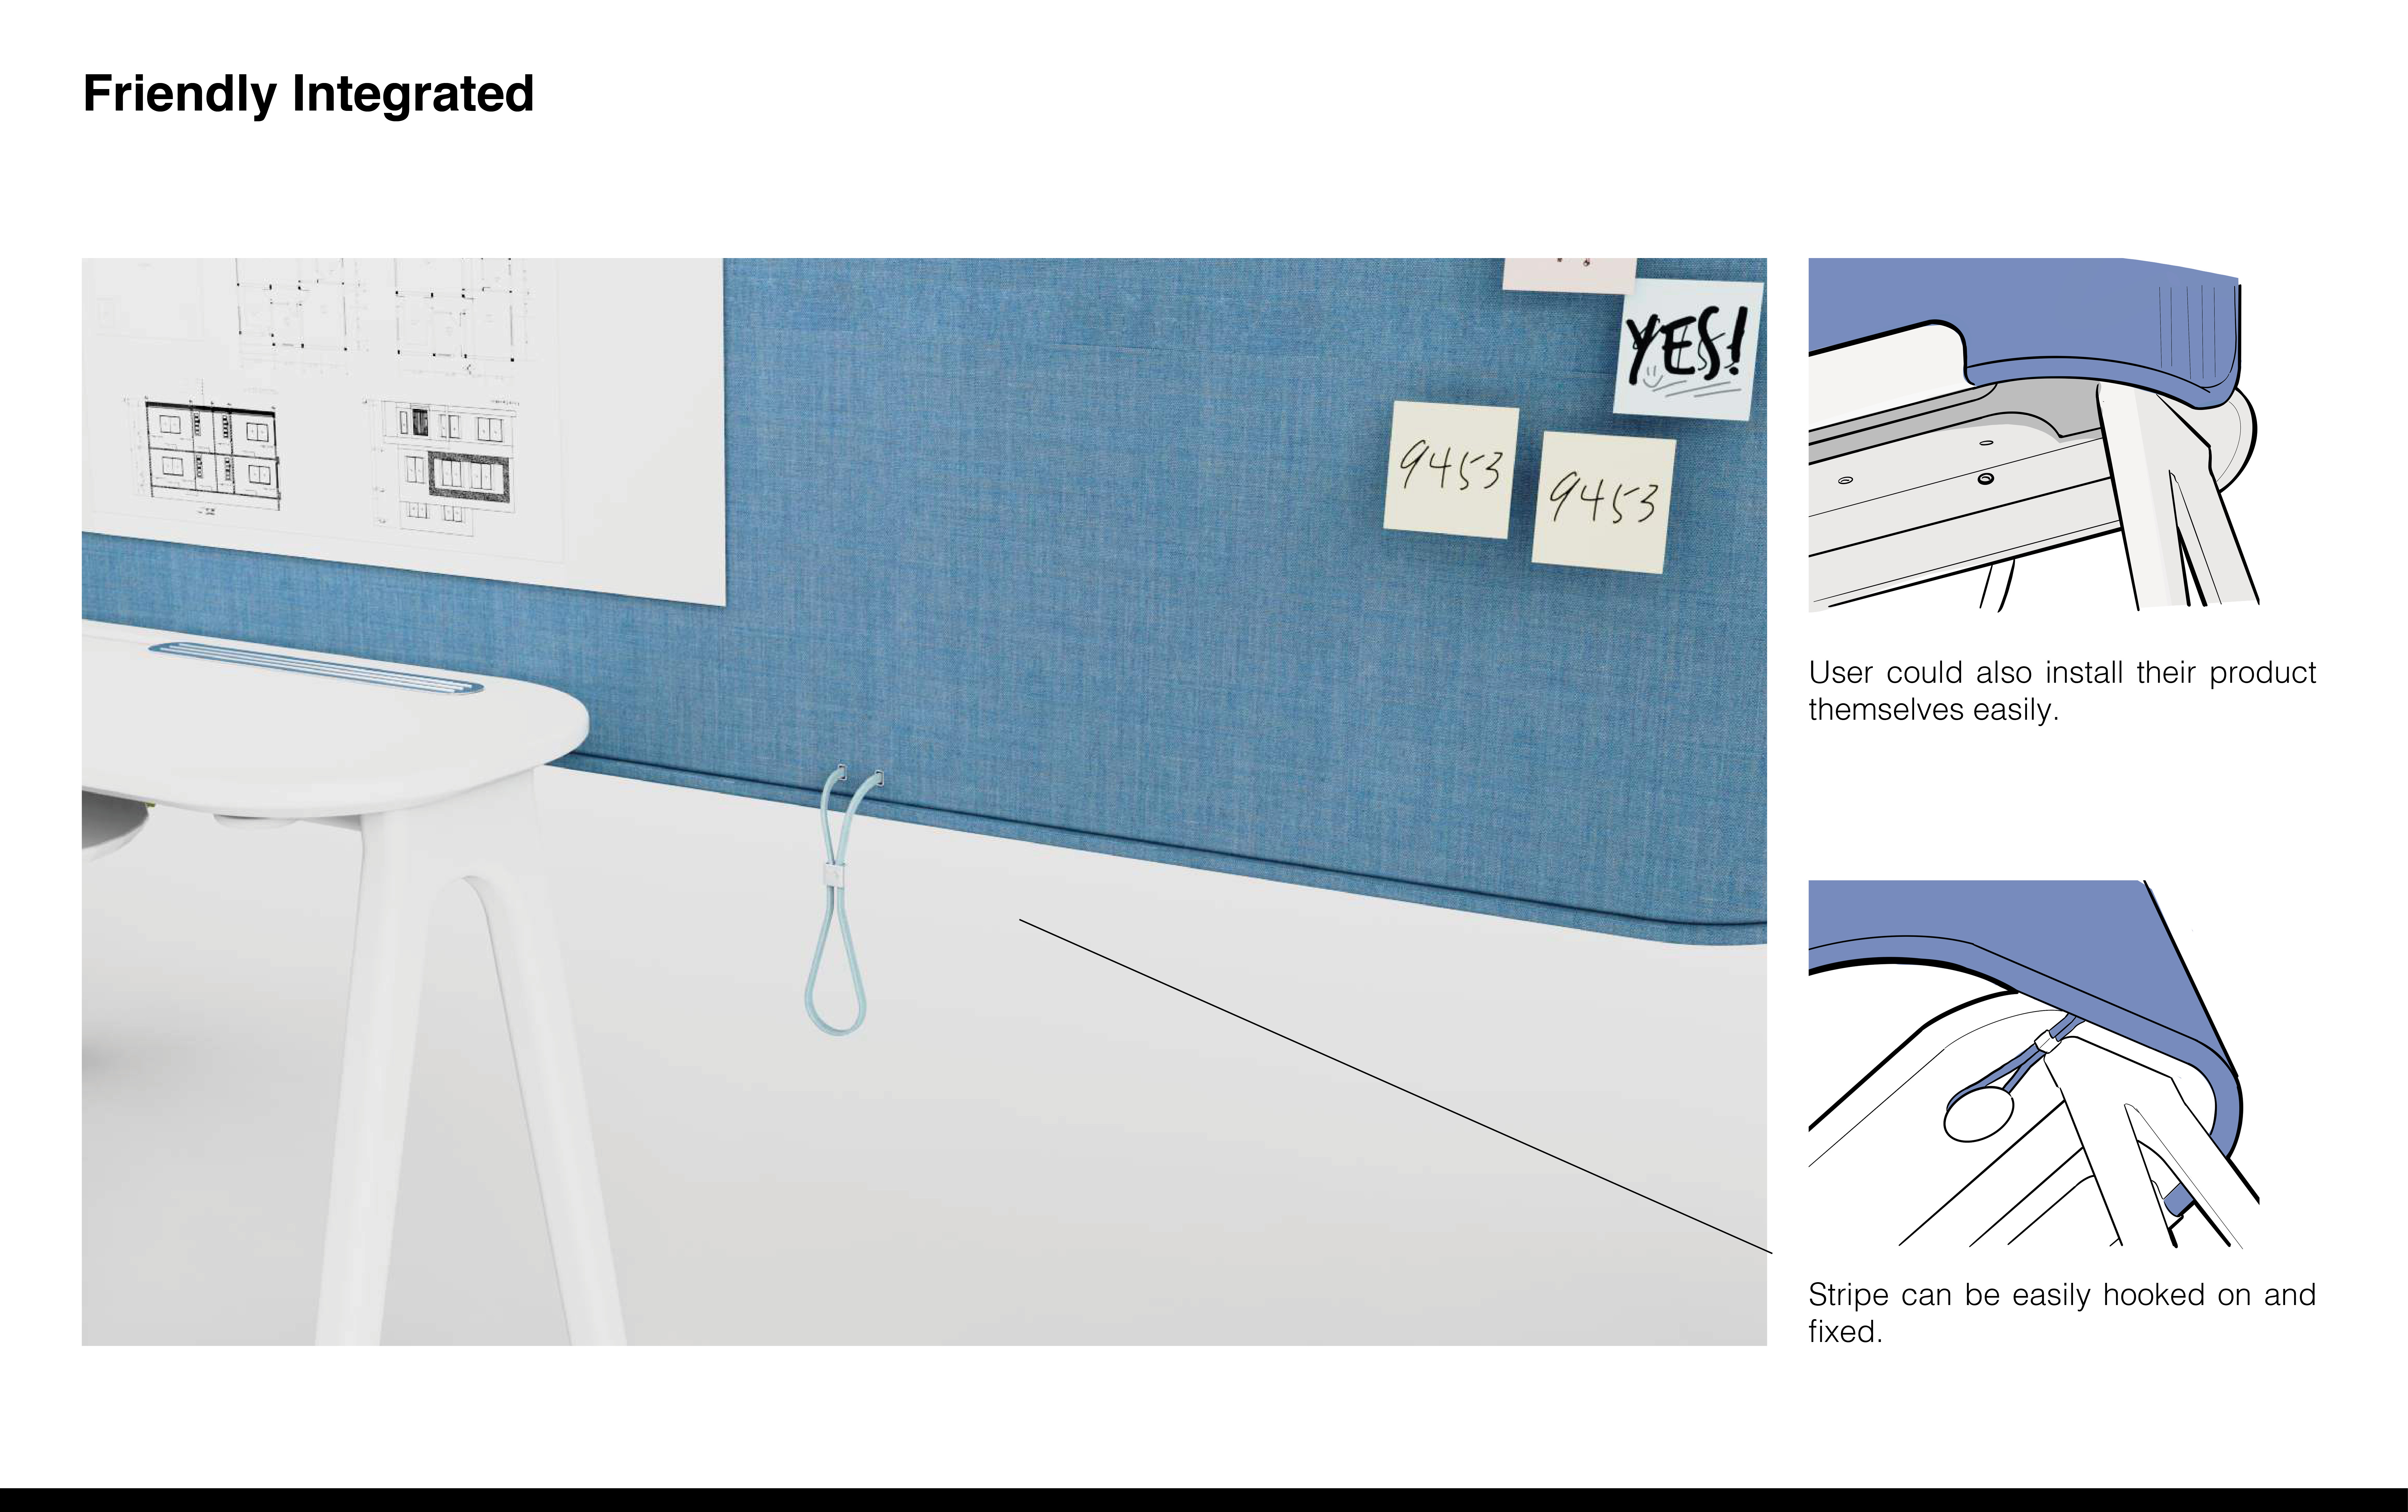 Friendly Integrated
YES!
9453
9453
User could also install their product
themselves easily.
Stripe can be easily hooked on and
fixed.